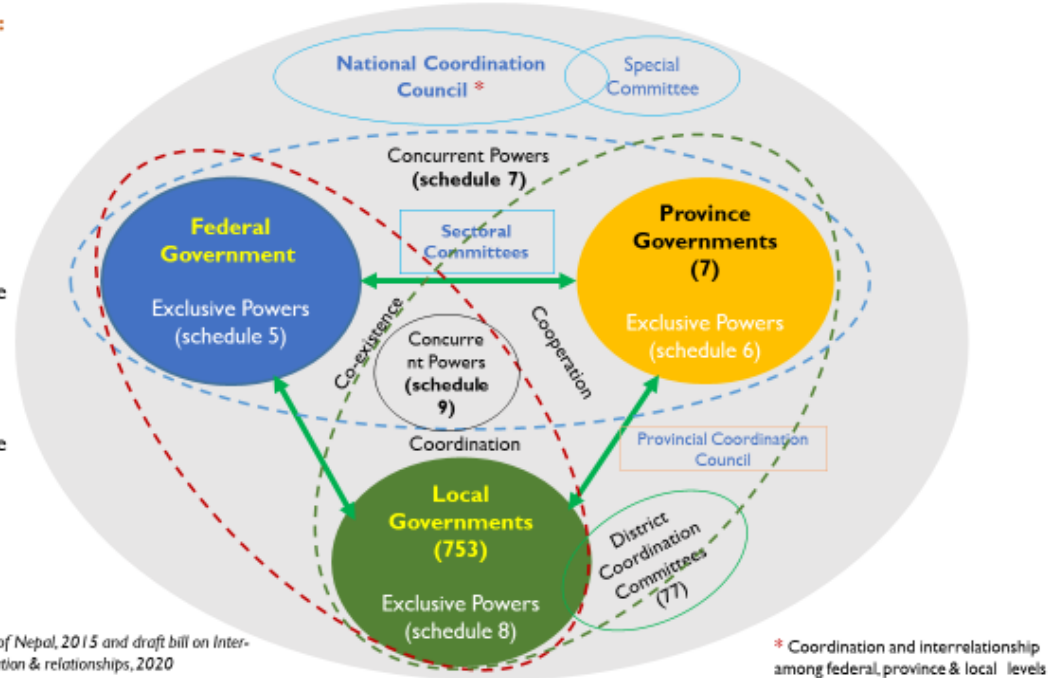 :
National Coordination
Council *
Special
Committee
Concurrent Powers
(schedule 7)
Federal
Government
Exclusive Powers
(schedule 5)
Sectoral
Committees
Province
Governments
(7)
Exclusive Powers
(schedule 6)
e
Co-existence
Concurre
nt Powers
(schedule
9)
Cooperation
Coordination
e
Provincial Coordination
Council
Local
Governments
(753)
Exclusive Powers
(schedule 8)
District
Coordination
Committees
(77)
of Nepal, 2015 and draft bill on Inter-
tion & relationships, 2020
* Coordination and interrelationship
among federal, province & local levels